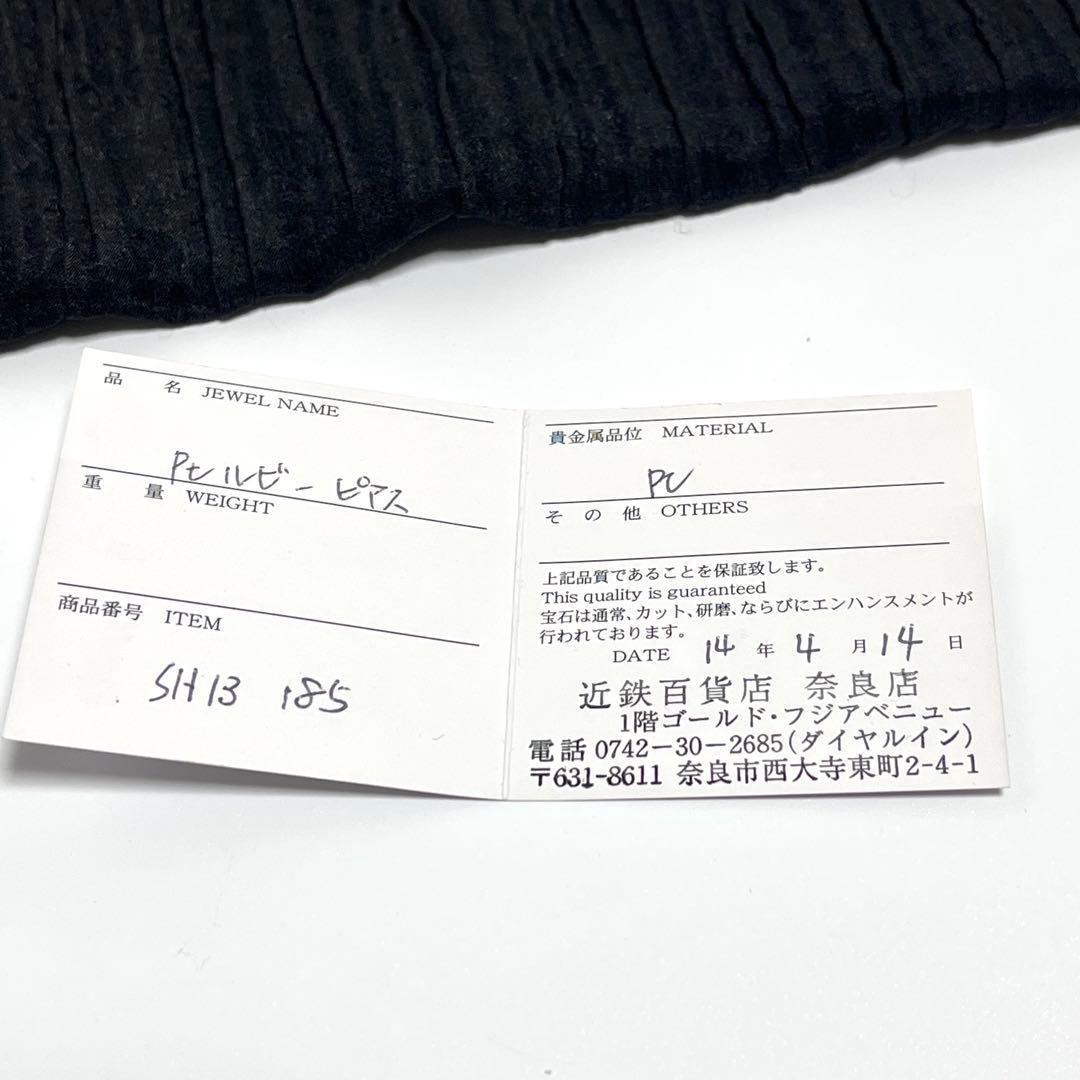 品 名 JEWEL NAME
Pt ルビー ピアス
重 量 WEIGHT
商品番号 ITEM
SH13 185
貴金属品位 MATERIAL
Pt
その他 OTHERS
上記品質であることを保証致します。
This quality is guaranteed
宝石は通常、カット、研磨、ならびにエンハンスメントが
行われております。
DATE 14 年 4 月 14 日
近鉄百貨店 奈良店
1階ゴールド・フジアベニュー
電話 0742-30-2685(ダイヤルイン)
〒631-8611 奈良市西大寺東町2-4-1